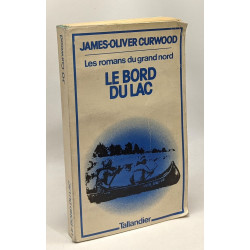 JAMES-OLIVER CURWOOD
Les romans du grand nord
LE BORD
DU LAC
Tallandier